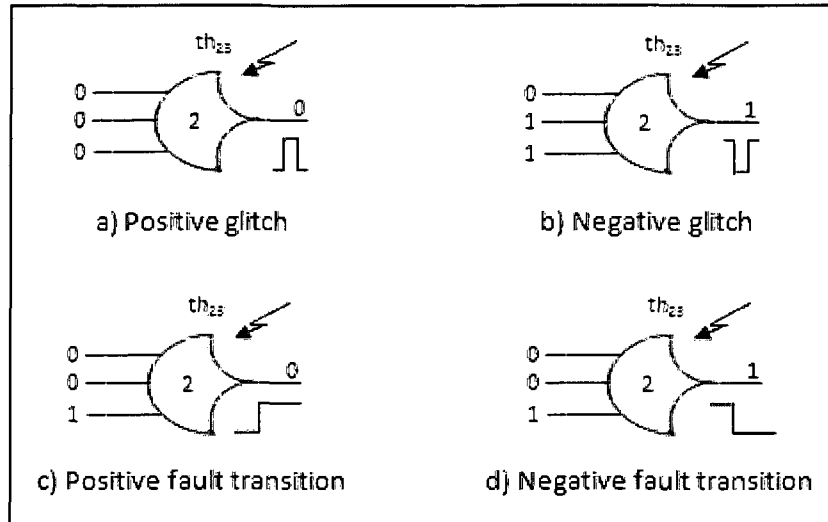 th₂₃ th₂₃
0 0 0 0 2 0 1 1 2 1
a) Positive glitch b) Negative glitch
th₂₃ th₂₃
0 0 1 2 0 0 0 1 2 1
c) Positive fault transition d) Negative fault transition